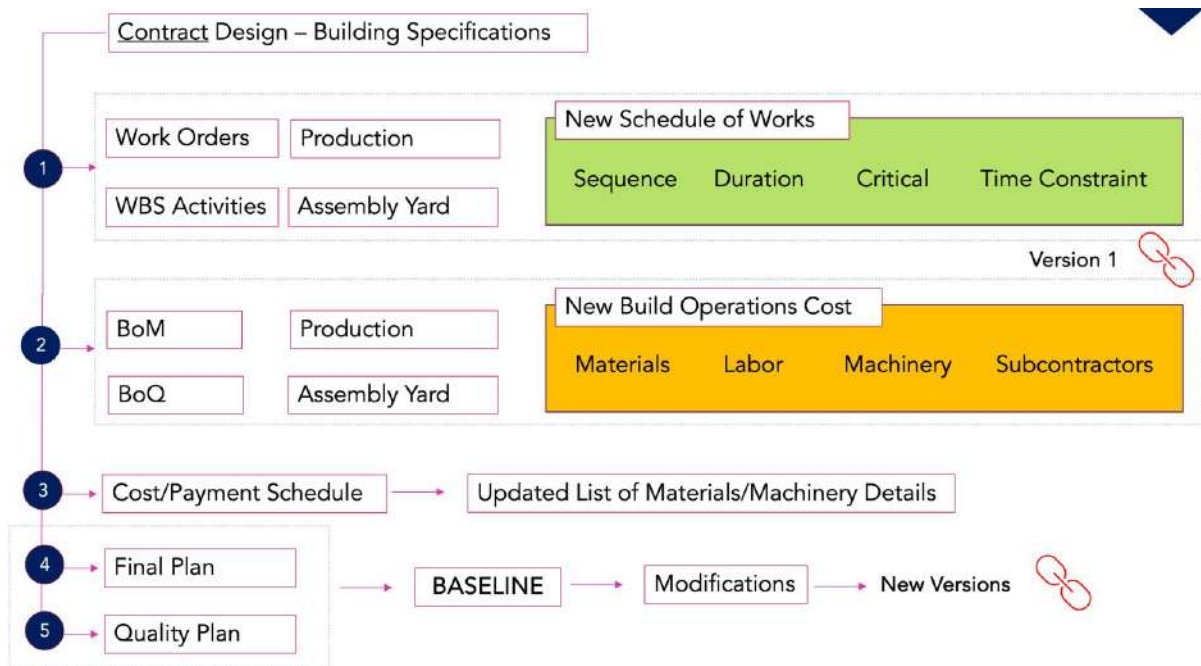 Contract Design – Building Specifications
1
Work Orders
Production
WBS Activities
Assembly Yard
New Schedule of Works
Sequence Duration Critical Time Constraint
Version 1
2
BoM
Production
BoQ
Assembly Yard
New Build Operations Cost
Materials Labor Machinery Subcontractors
3
Cost/Payment Schedule
Updated List of Materials/Machinery Details
4
Final Plan
5
Quality Plan
BASELINE
Modifications
New Versions